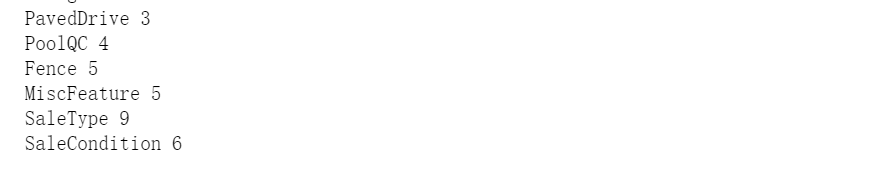 PavedDrive 3
PoolQC 4
Fence 5
MiscFeature 5
SaleType 9
SaleCondition 6